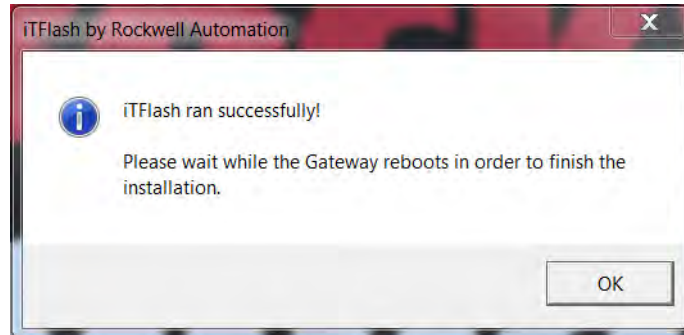 iTFlash by Rockwell Automation
iTFlash ran successfully!
Please wait while the Gateway reboots in order to finish the
installation.
OK